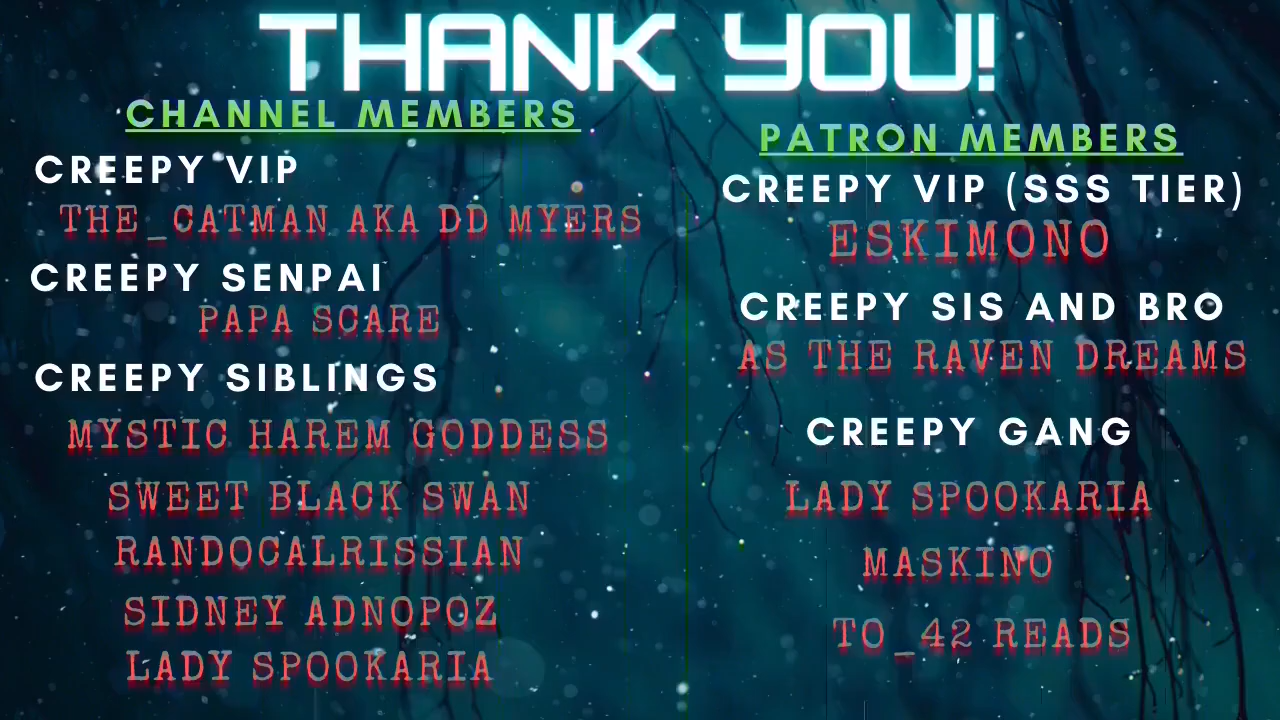 THANK YOU!
CHANNEL MEMBERS
CREEPY VIP
THE_CATMAN AKA DD MYERS
CREEPY SENPAI
PAPA SCARE
CREEPY SIBLINGS
MYSTIC HAREM GODDESS
SWEET BLACK SWAN
RANDOCALRISSIAN
SIDNEY ADNOPOZ
LADY SPOOKARIA
PATRON MEMBERS
CREEPY VIP (SSS TIER)
ESKIMONO
CREEPY SIS AND BRO
AS THE RAVEN DREAMS
CREEPY GANG
LADY SPOOKARIA
MASKINO
TO_42 READS